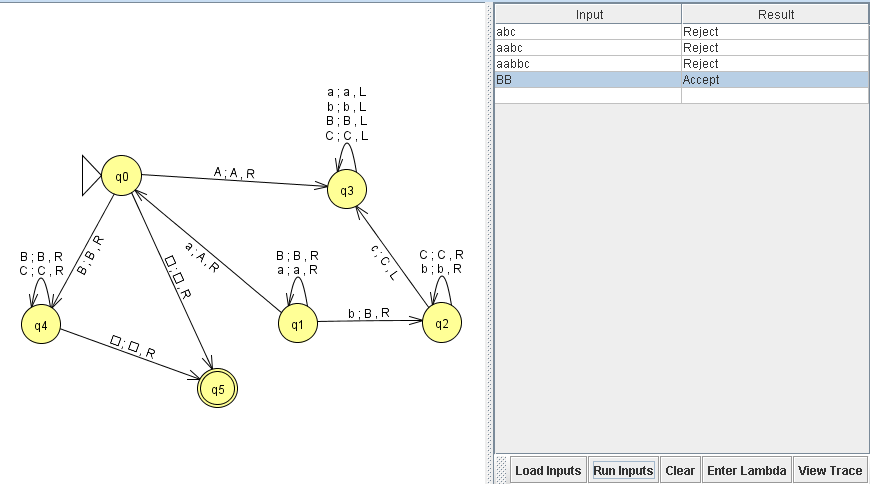 Input Result
abc Reject
aabc Reject
aabbc Reject
BB Accept
a ; a , L
b ; b , L
B ; B , L
C ; C , L
q0
A ; A , R
q3
B ; B , R
□ ; □ , R
a ; A , R
c ; C , L
B ; B , R
C ; C , R
B ; B , R
a ; a , R
C ; C , R
b ; b , R
q4
q1
b ; B , R
q2
□ ; □ , R
q5
Load Inputs Run Inputs Clear Enter Lambda View Trace